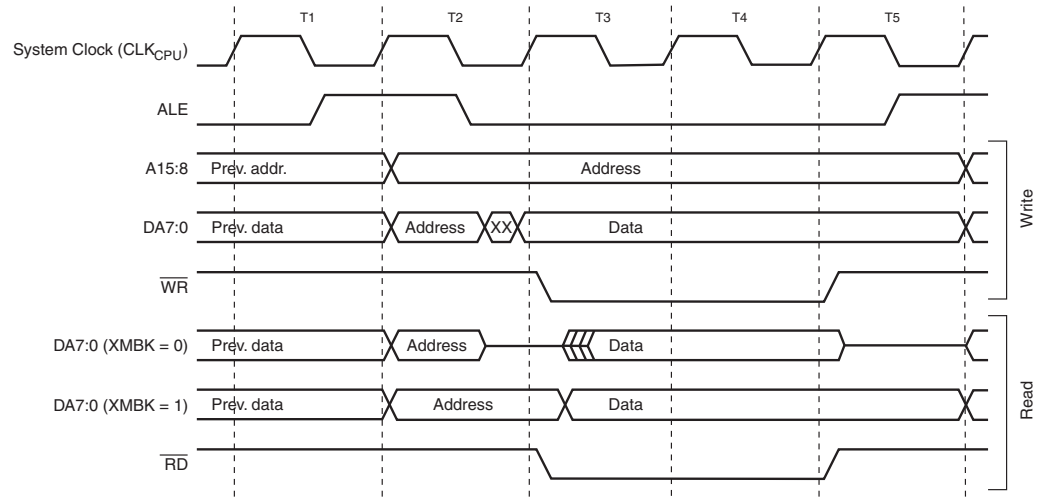 T1 T2 T3 T4 T5
System Clock (CLKCPU)
ALE
A15:8 Prev. addr. Address
DA7:0 Prev. data Address XX Data
WR
Write
DA7:0 (XMBK = 0) Prev. data Address Data
DA7:0 (XMBK = 1) Prev. data Address Data
RD
Read